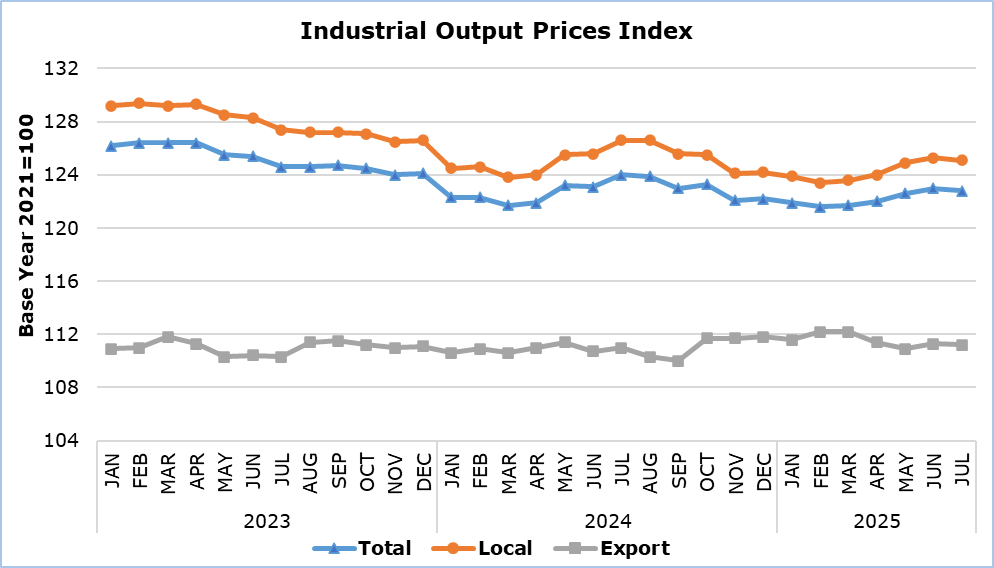 Industrial Output Prices Index
Base Year 2021=100
132
128
124
120
116
112
108
104
JAN FEB MAR APR MAY JUN JUL AUG SEP OCT NOV DEC JAN FEB MAR APR MAY JUN JUL AUG SEP OCT NOV DEC JAN FEB MAR APR MAY JUN JUL
2023 2024 2025
Total Local Export